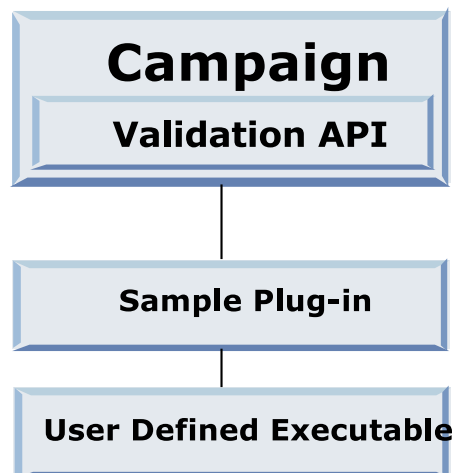 Campaign
Validation API
Sample Plug-in
User Defined Executable